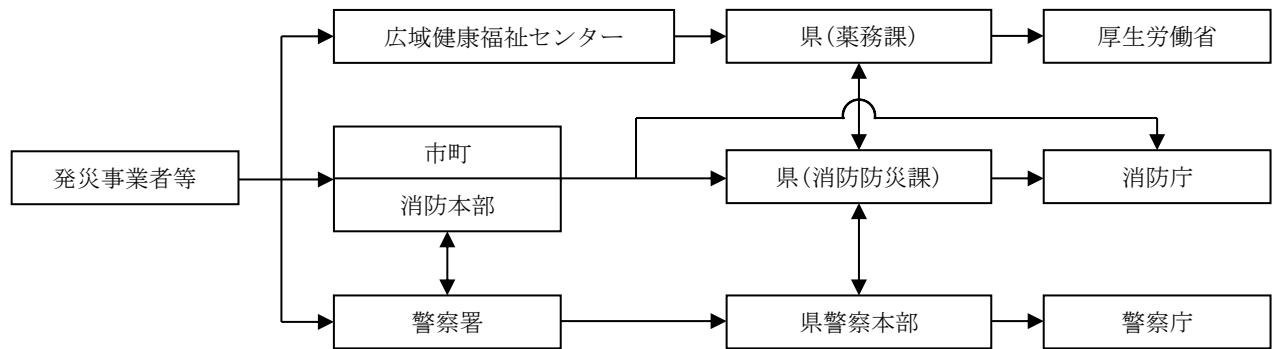 広域健康福祉センター
県(薬務課)
厚生労働省
発災事業者等
市町
消防本部
県(消防防災課)
消防庁
警察署
県警察本部
警察庁